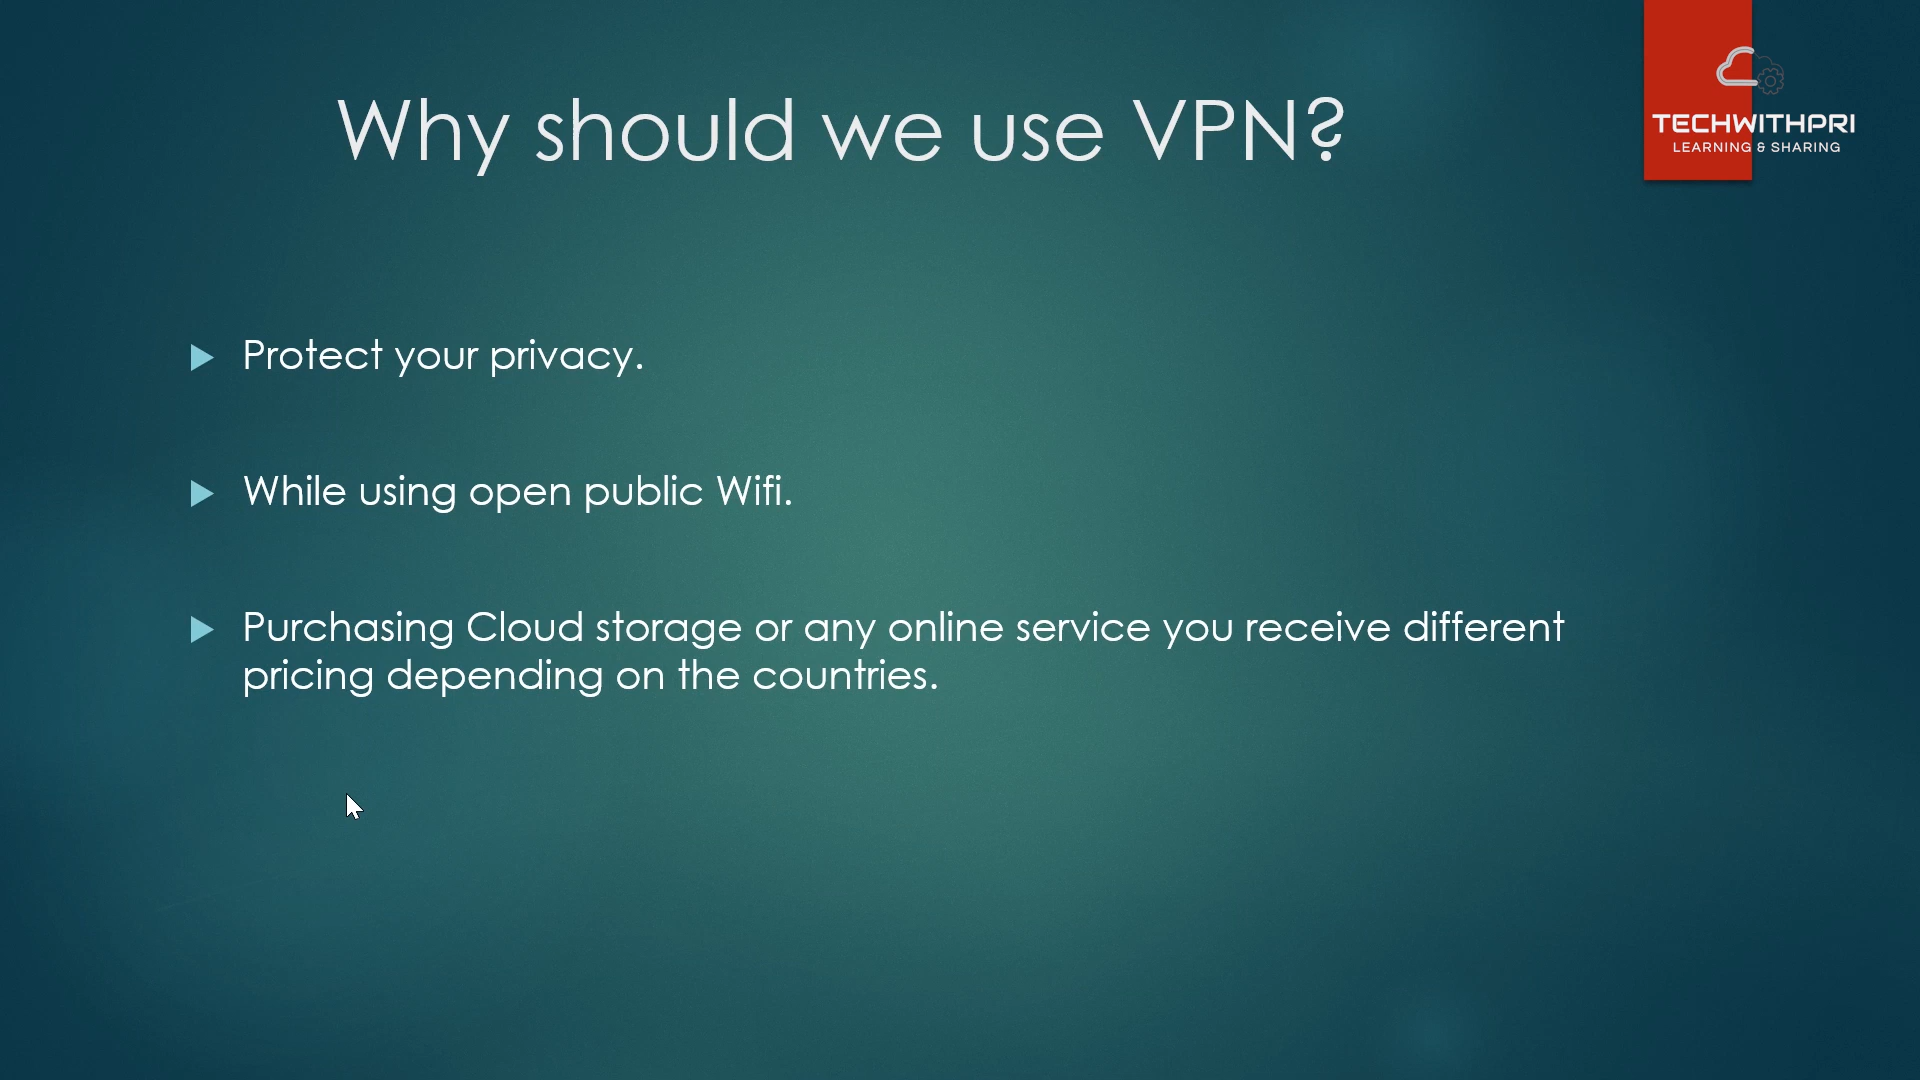 Why should we use VPN?
TECHWITHPRI
LEARNING & SHARING
Protect your privacy.
While using open public Wifi.
Purchasing Cloud storage or any online service you receive different
pricing depending on the countries.